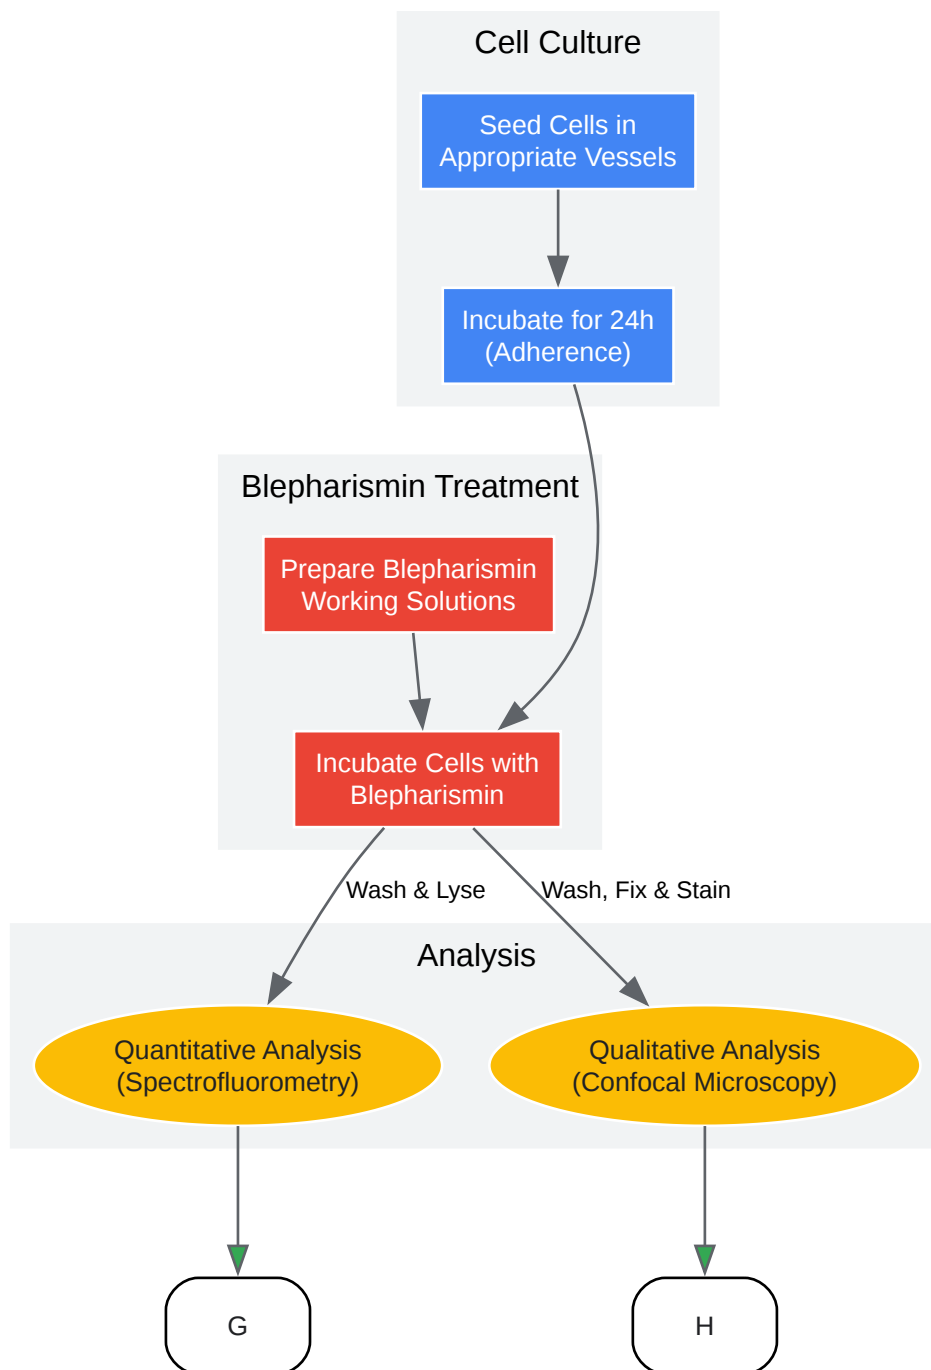 Cell Culture
Seed Cells in
Appropriate Vessels
Incubate for 24h
(Adherence)
Blepharismin Treatment
Prepare Blepharismin
Working Solutions
Incubate Cells with
Blepharismin
Wash & Lyse
Wash, Fix & Stain
Analysis
Quantitative Analysis
(Spectrofluorometry)
Qualitative Analysis
(Confocal Microscopy)
G
H